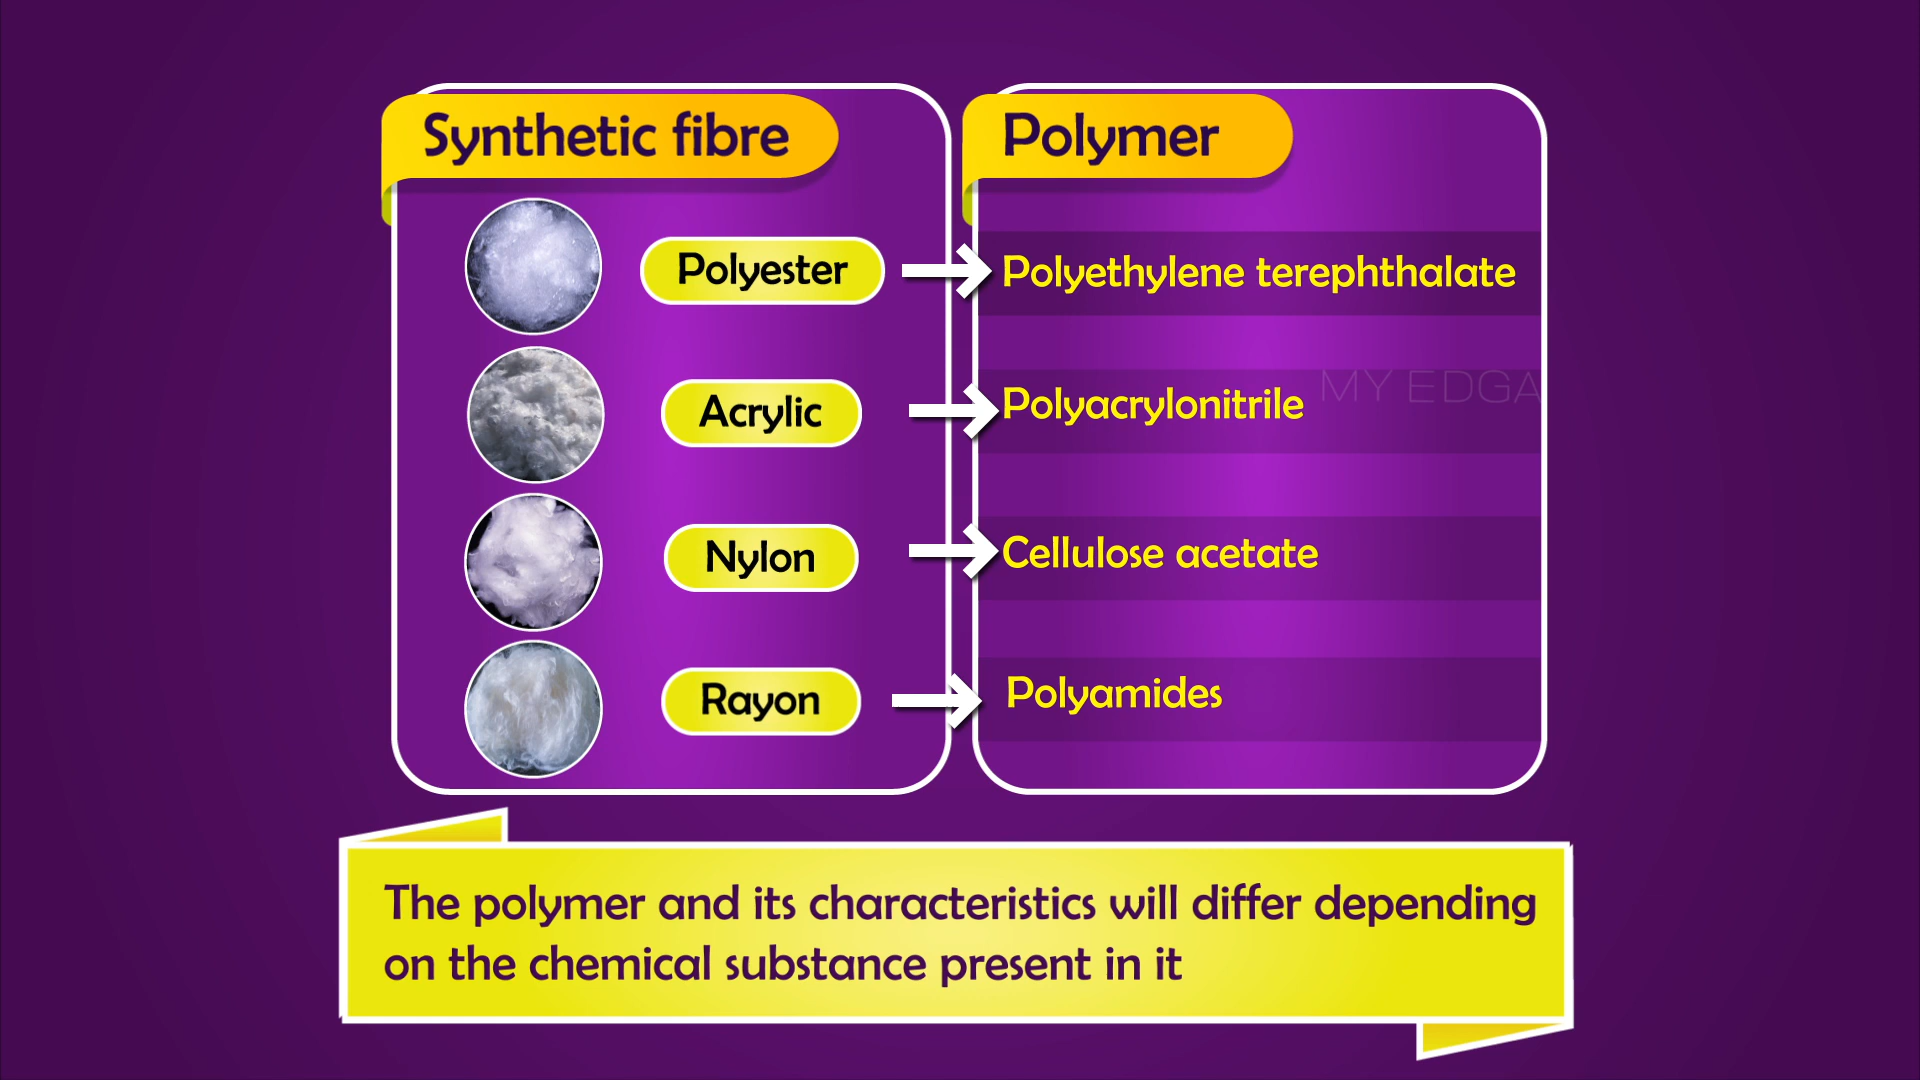 Synthetic fibre
Polymer
Polyester
Polyethylene terephthalate
Acrylic
Polyacrylonitrile
MY EDGA
Nylon
Cellulose acetate
Rayon
Polyamides
The polymer and its characteristics will differ depending
on the chemical substance present in it